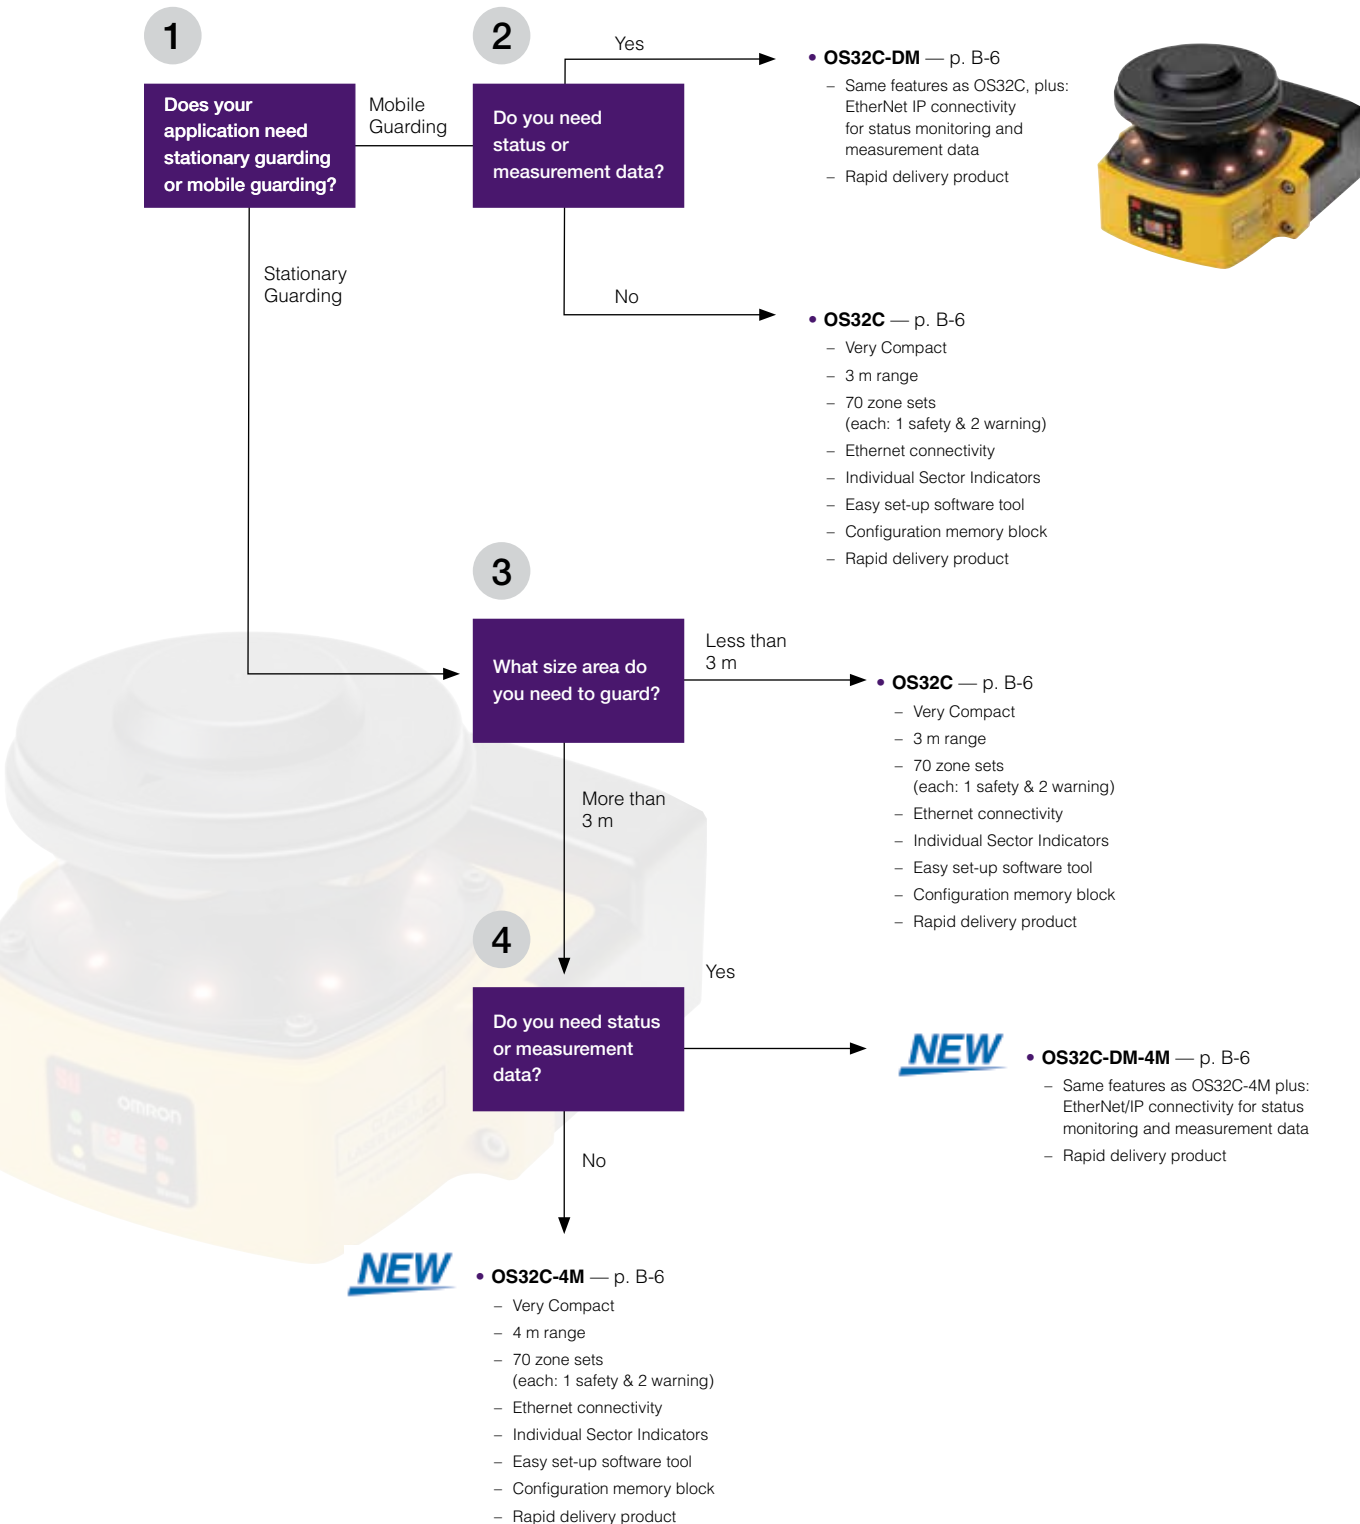 1
Does your
application need
stationary guarding
or mobile guarding?
Mobile
Guarding
2
Do you need
status or
measurement data?
Yes
• OS32C-DM — p. B-6
– Same features as OS32C, plus:
EtherNet IP connectivity
for status monitoring and
measurement data
– Rapid delivery product
No
• OS32C — p. B-6
– Very Compact
– 3 m range
– 70 zone sets
(each: 1 safety & 2 warning)
– Ethernet connectivity
– Individual Sector Indicators
– Easy set-up software tool
– Configuration memory block
– Rapid delivery product
Stationary
Guarding
3
What size area do
you need to guard?
Less than
3 m
• OS32C — p. B-6
– Very Compact
– 3 m range
– 70 zone sets
(each: 1 safety & 2 warning)
– Ethernet connectivity
– Individual Sector Indicators
– Easy set-up software tool
– Configuration memory block
– Rapid delivery product
More than
3 m
4
Do you need status
or measurement
data?
Yes
NEW
• OS32C-DM-4M — p. B-6
– Same features as OS32C-4M plus:
EtherNet/IP connectivity for status
monitoring and measurement data
– Rapid delivery product
No
NEW
• OS32C-4M — p. B-6
– Very Compact
– 4 m range
– 70 zone sets
(each: 1 safety & 2 warning)
– Ethernet connectivity
– Individual Sector Indicators
– Easy set-up software tool
– Configuration memory block
– Rapid delivery product
OMRON